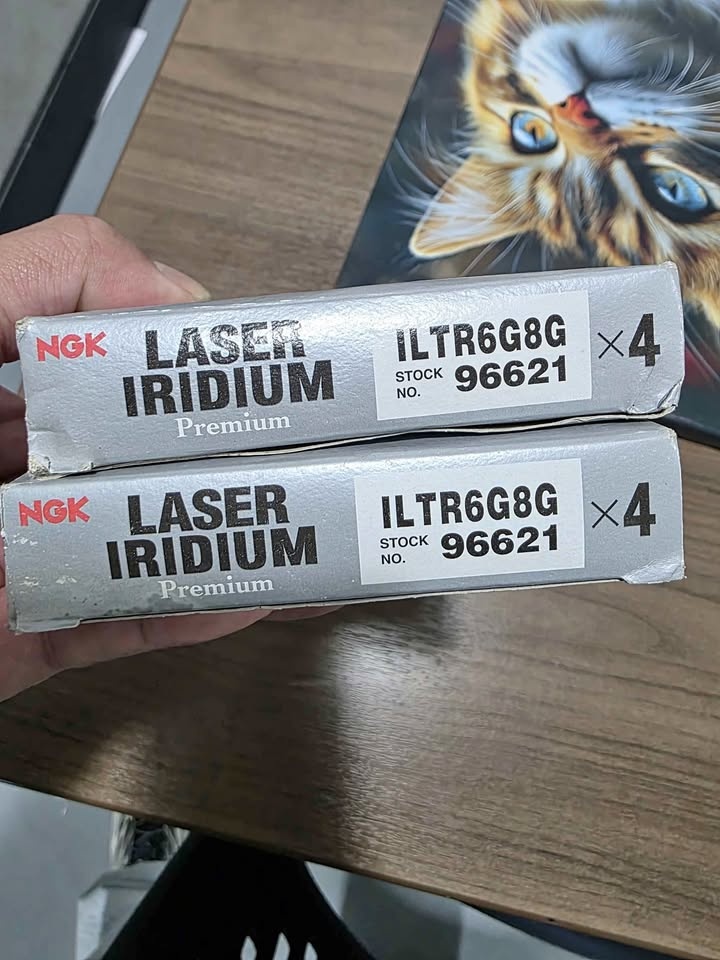 NGK
LASER
IRIDIUM
Premium
ILTR6G8G
STOCK NO. 96621
×4
NGK
LASER
IRIDIUM
Premium
ILTR6G8G
STOCK NO. 96621
×4